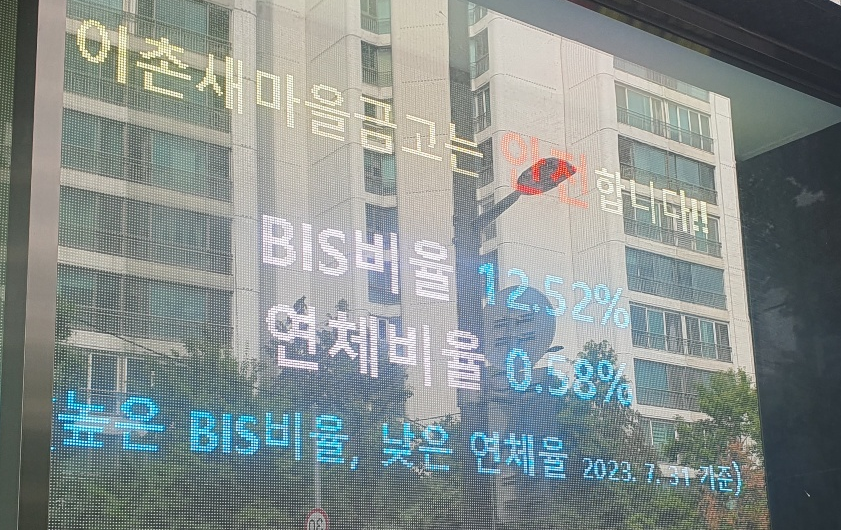 이촌새마을금고는 안전합니다!!
BIS비율 12.52%
연체비율 0.58%
높은 BIS비율, 낮은 연체율 2023. 7. 31 기준)
30